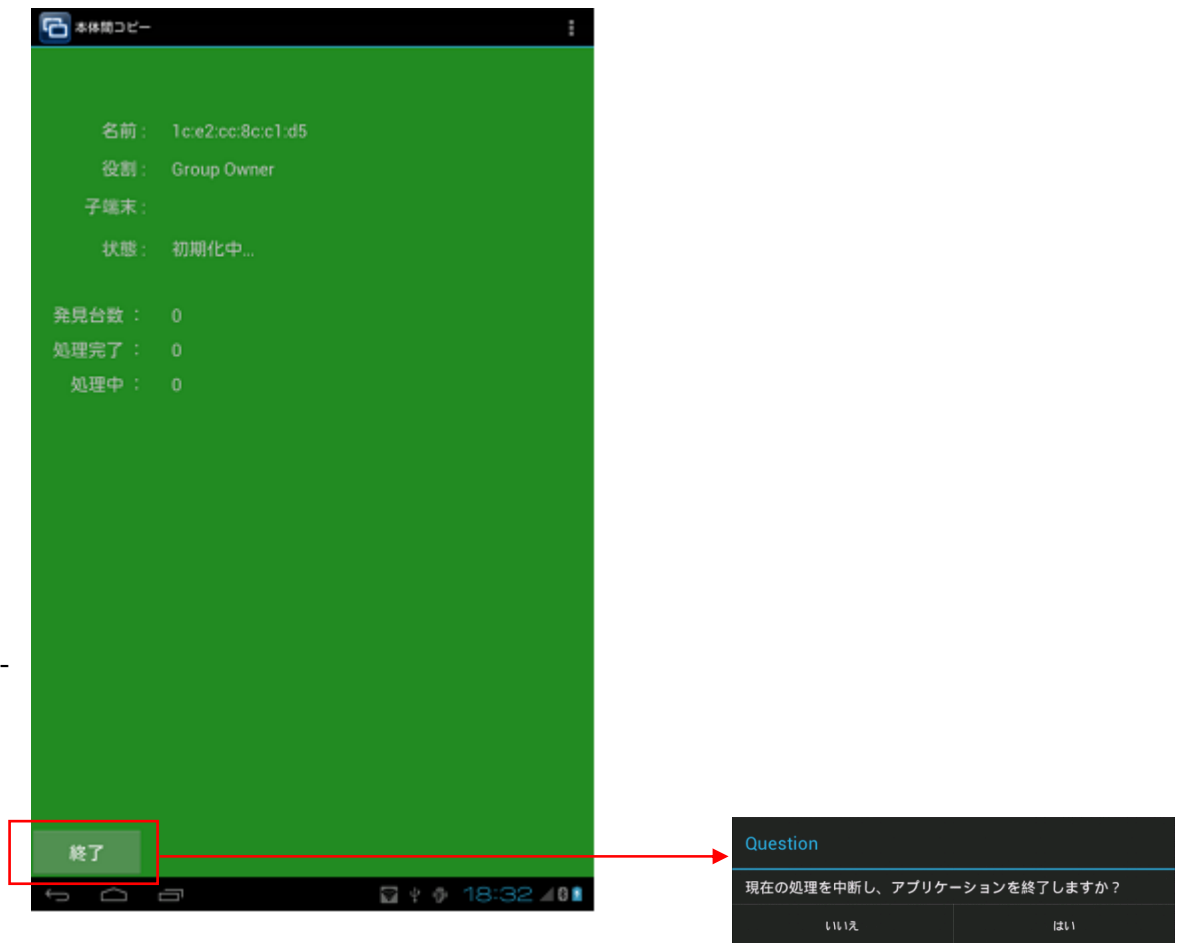 本体間コピー
名前 : 1c:e2:cc:8c:c1:d5
役割 : Group Owner
子端末 :
状態 : 初期化中...
発見台数 : 0
処理完了 : 0
処理中 : 0
-
終了
18:32
Question
現在の処理を中断し、アプリケーションを終了しますか？
いいえ はい